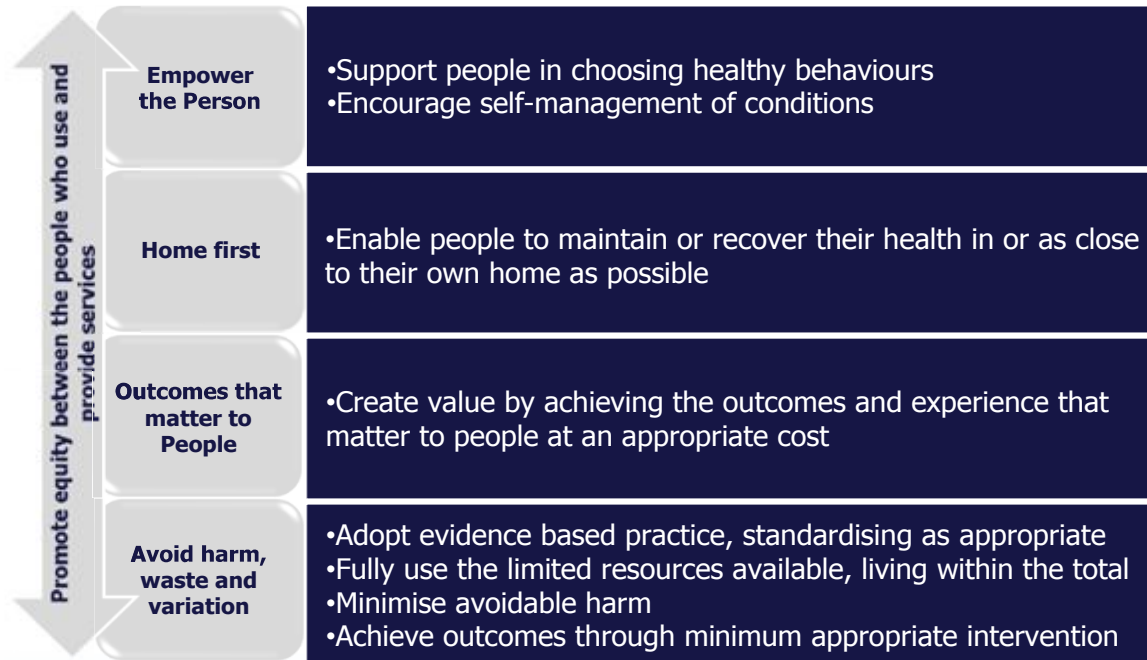 Promote equity between the people who use and
provide services
Empower
the Person
•Support people in choosing healthy behaviours
•Encourage self-management of conditions
Home first
•Enable people to maintain or recover their health in or as close
to their own home as possible
Outcomes that
matter to
People
•Create value by achieving the outcomes and experience that
matter to people at an appropriate cost
Avoid harm,
waste and
variation
•Adopt evidence based practice, standardising as appropriate
•Fully use the limited resources available, living within the total
•Minimise avoidable harm
•Achieve outcomes through minimum appropriate intervention